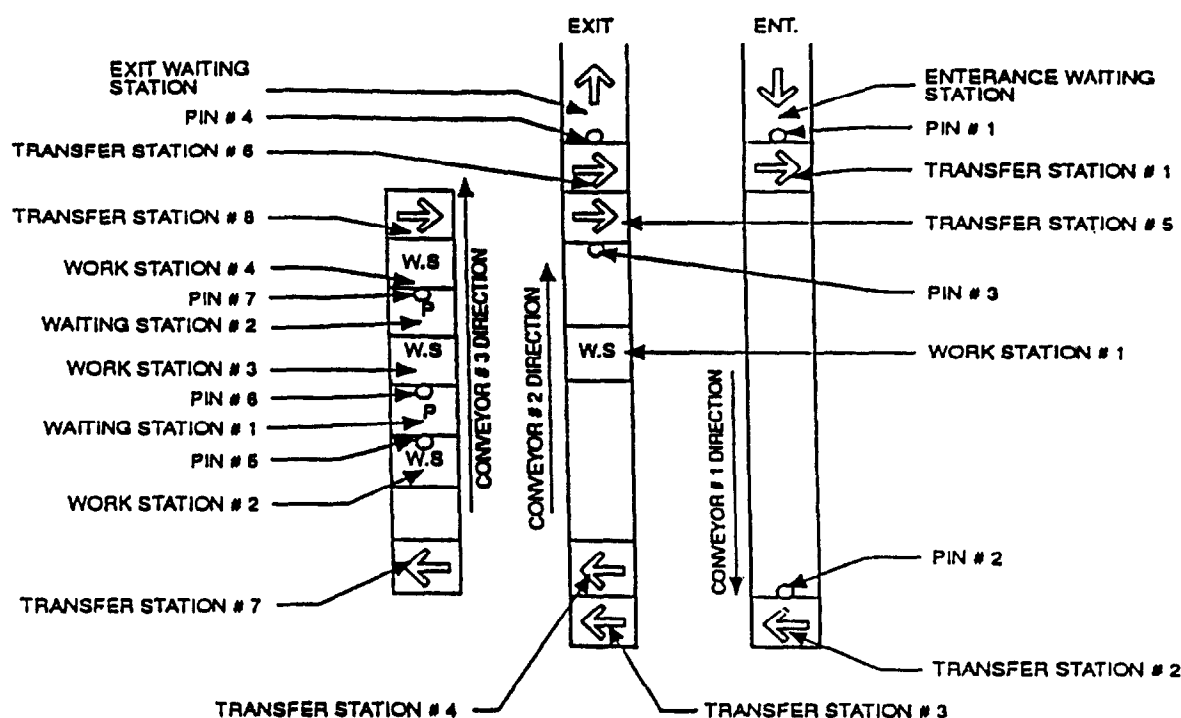 EXIT
ENT.
EXIT WAITING
STATION
PIN # 4
TRANSFER STATION # 6
TRANSFER STATION # 8
WORK STATION # 4
PIN # 7
WAITING STATION # 2
WORK STATION # 3
PIN # 6
WAITING STATION # 1
PIN # 5
WORK STATION # 2
TRANSFER STATION # 7
W.S
P
W.S
P
W.S
CONVEYOR # 3 DIRECTION
CONVEYOR # 2 DIRECTION
W.S
CONVEYOR # 1 DIRECTION
ENTERANCE WAITING
STATION
PIN # 1
TRANSFER STATION # 1
TRANSFER STATION # 5
PIN # 3
WORK STATION # 1
PIN # 2
TRANSFER STATION # 2
TRANSFER STATION # 4
TRANSFER STATION # 3